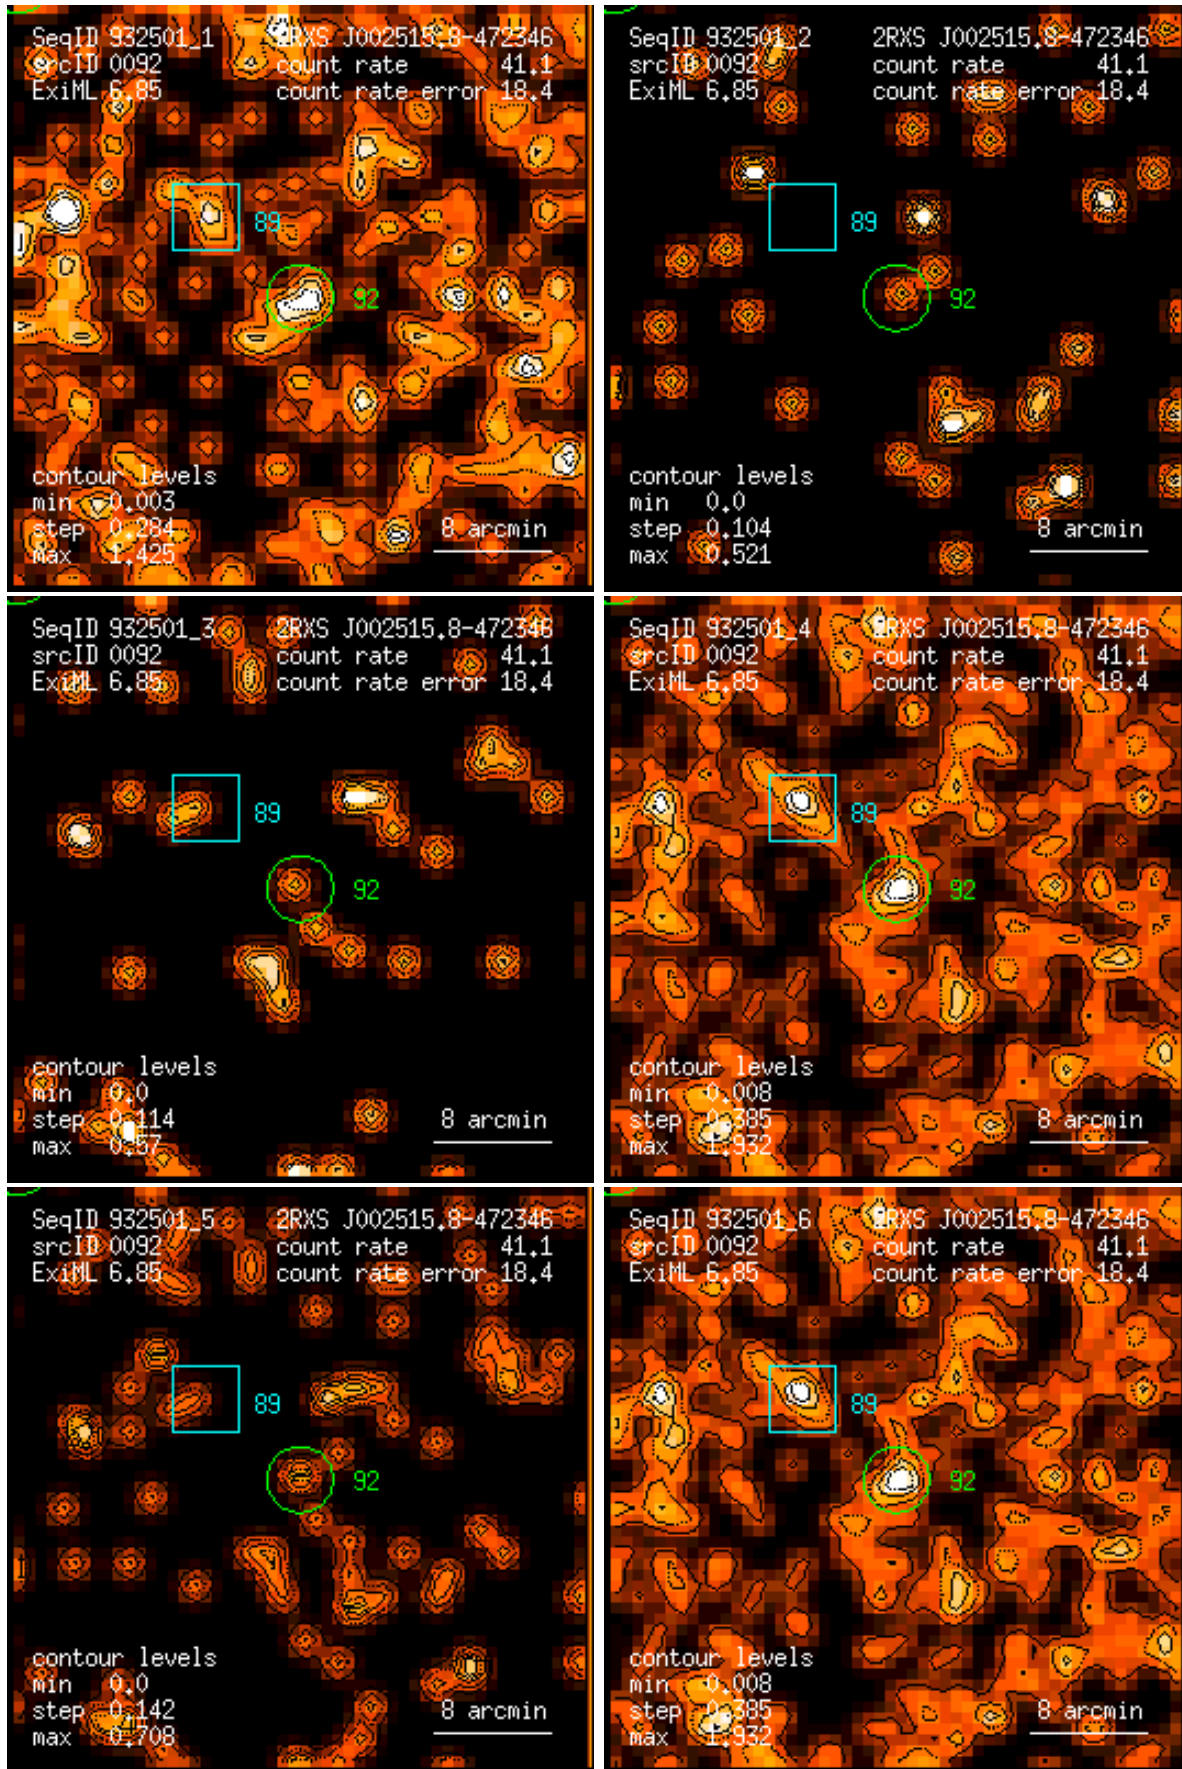 SeqID 932501_1 2RXS J002515.8-472346
srcID 0092 count rate 41.1
ExiML 6.85 count rate error 18.4
89
92
contour levels
min 0.003
step 0.284
max 1.425
8 arcmin
SeqID 932501_2 2RXS J002515.8-472346
srcID 0092 count rate 41.1
ExiML 6.85 count rate error 18.4
89
92
contour levels
min 0.0
step 0.104
max 0.521
8 arcmin
SeqID 932501_3 2RXS J002515.8-472346
srcID 0092 count rate 41.1
ExiML 6.85 count rate error 18.4
89
92
contour levels
min 0.0
step 0.114
max 0.57
8 arcmin
SeqID 932501_4 2RXS J002515.8-472346
srcID 0092 count rate 41.1
ExiML 6.85 count rate error 18.4
89
92
contour levels
min 0.008
step 0.385
max 1.932
8 arcmin
SeqID 932501_5 2RXS J002515.8-472346
srcID 0092 count rate 41.1
ExiML 6.85 count rate error 18.4
89
92
contour levels
min 0.0
step 0.142
max 0.708
8 arcmin
SeqID 932501_6 2RXS J002515.8-472346
srcID 0092 count rate 41.1
ExiML 6.85 count rate error 18.4
89
92
contour levels
min 0.008
step 0.385
max 1.932
8 arcmin